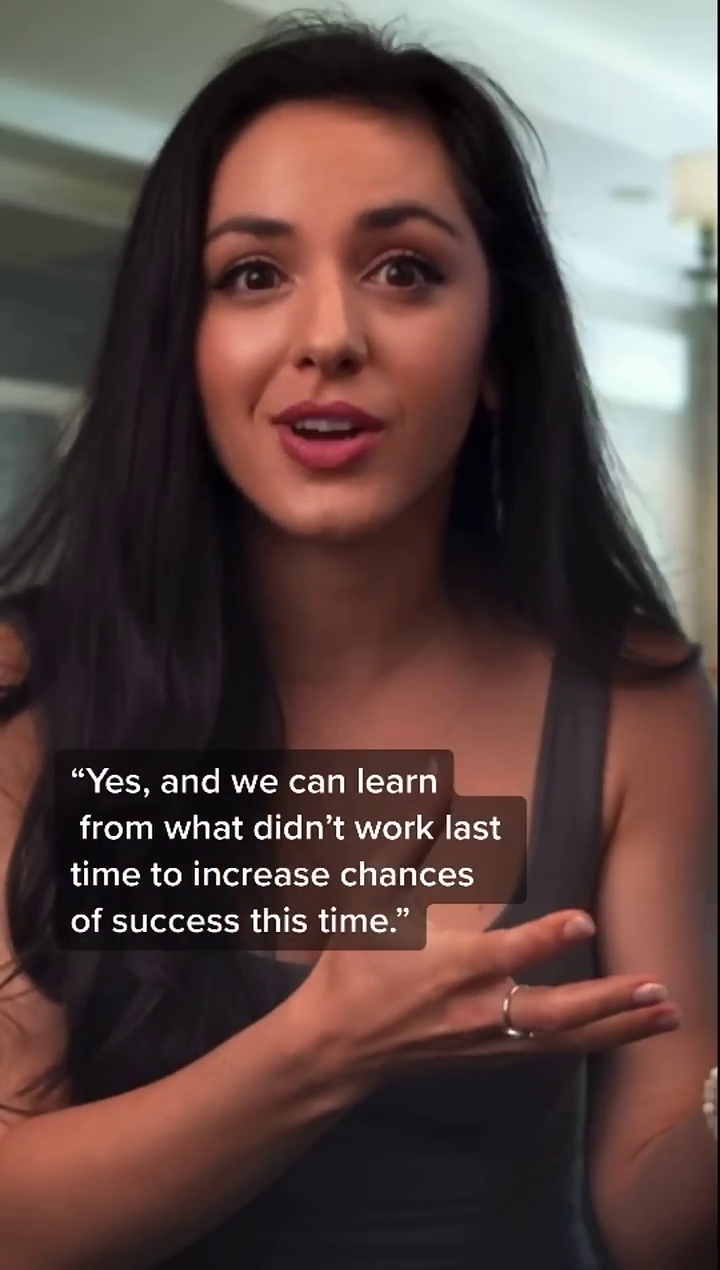 “Yes, and we can learn
from what didn’t work last
time to increase chances
of success this time.”